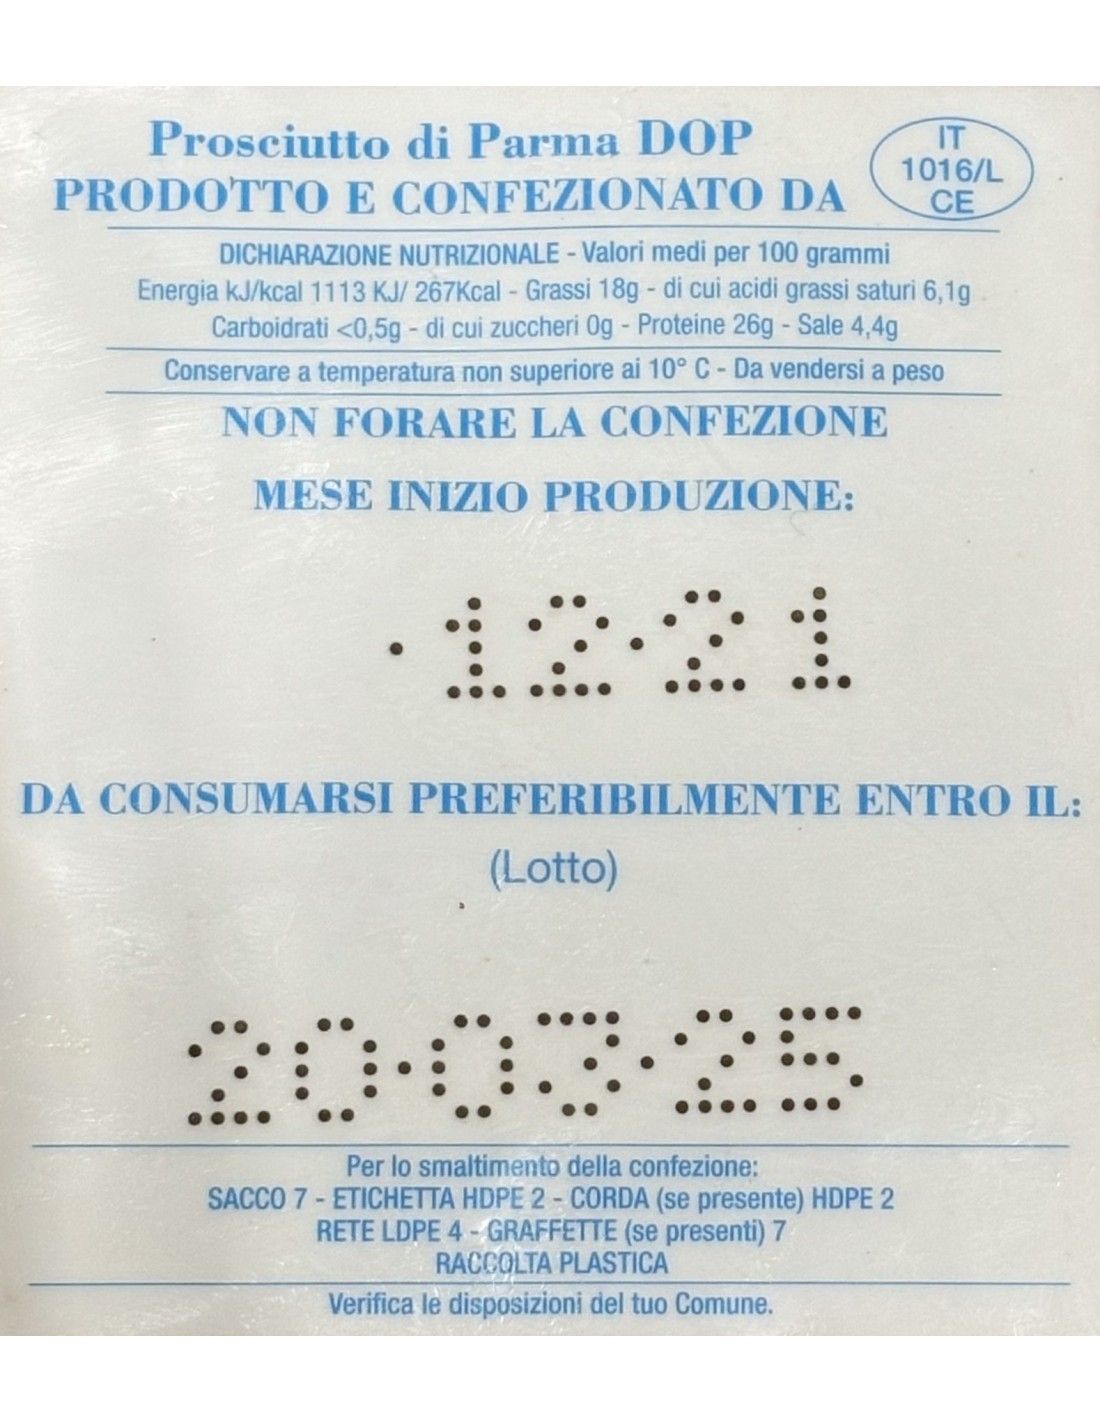 Prosciutto di Parma DOP
PRODOTTO E CONFEZIONATO DA
IT
1016/L
CE
DICHIARAZIONE NUTRIZIONALE - Valori medi per 100 grammi
Energia kJ/kcal 1113 KJ/ 267Kcal - Grassi 18g - di cui acidi grassi saturi 6,1g
Carboidrati <0,5g - di cui zuccheri 0g - Proteine 26g - Sale 4,4g
Conservare a temperatura non superiore ai 10° C - Da vendersi a peso
NON FORARE LA CONFEZIONE
MESE INIZIO PRODUZIONE:
·12·21
DA CONSUMARSI PREFERIBILMENTE ENTRO IL:
(Lotto)
20·03·25
Per lo smaltimento della confezione:
SACCO 7 - ETICHETTA HDPE 2 - CORDA (se presente) HDPE 2
RETE LDPE 4 - GRAFFETTE (se presenti) 7
RACCOLTA PLASTICA
Verifica le disposizioni del tuo Comune.